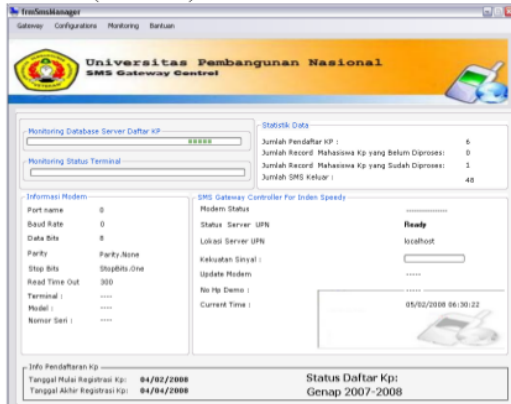 frmSmsManager
Gateway Configurations Monitoring Bantuan
Universitas Pembangunan Nasional
SMS Gateway Control
Monitoring Database Server Daftar KP
Monitoring Status Terminal
Statistik Data
Jumlah Pendaftar KP : 6
Jumlah Record Mahasiswa Kp yang Belum Diproses: 0
Jumlah Record Mahasiswa Kp yang Sudah Diproses: 1
Jumlah SMS Keluar : 48
Informasi Modem
Port name 0
Baud Rate 0
Data Bits 8
Parity Parity.None
Stop Bits StopBits.One
Read Time Out 300
Terminal : ----
Model : ----
Nomor Seri : ----
SMS Gateway Controller For Inden Speedy
Modem Status
Status Server UPN Ready
Lokasi Server UPN localhost
Kekuatan Sinyal :
Update Modem -----
No Hp Demo : -----
Current Time : 05/02/2008 06:30:22
Info Pendaftaran Kp
Tanggal Mulai Registrasi Kp: 04/02/2008
Tanggal Akhir Registrasi Kp: 04/04/2008
Status Daftar Kp:
Genap 2007-2008